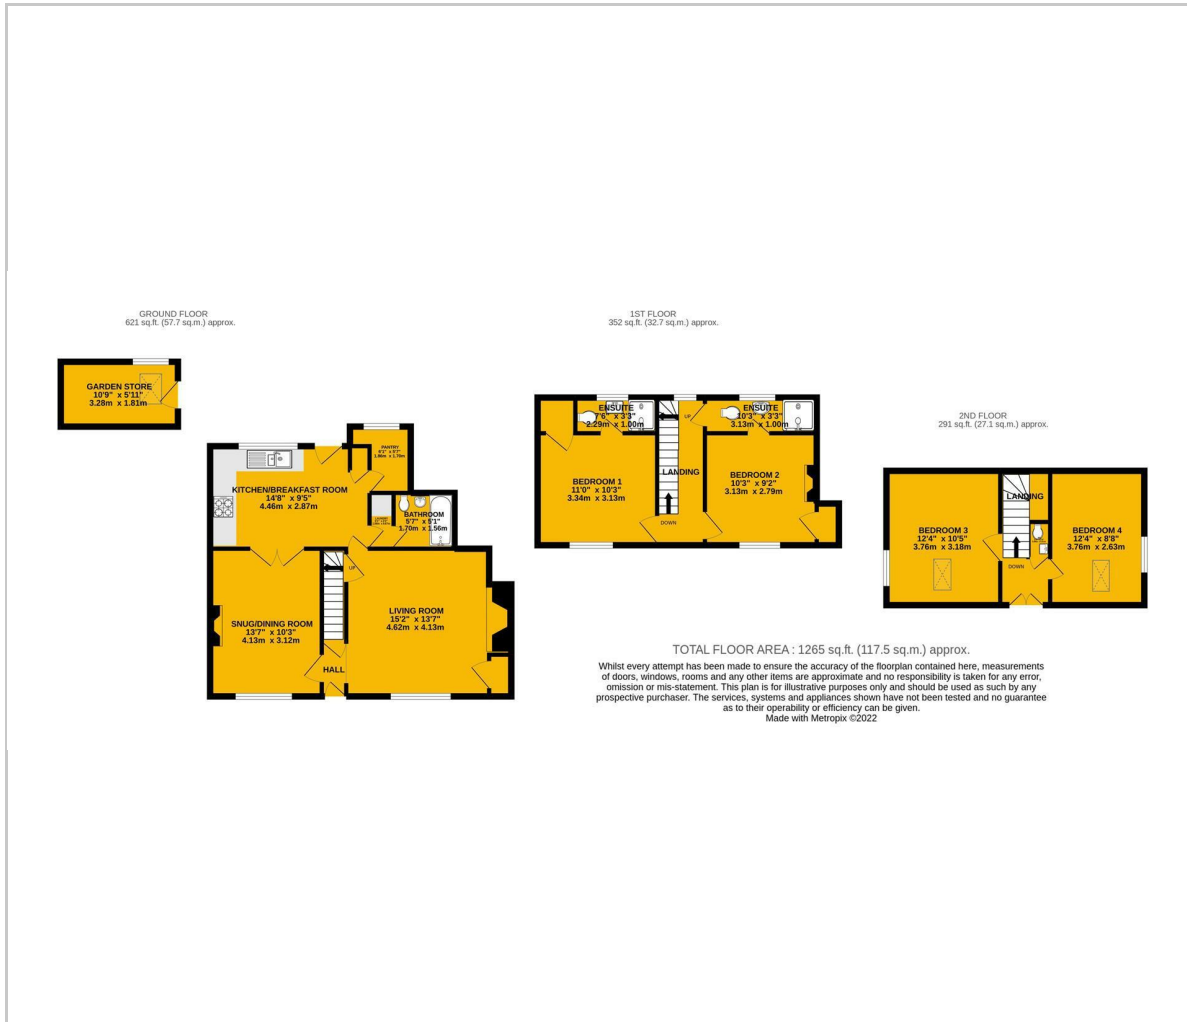 GROUND FLOOR
621 sq.ft. (57.7 sq.m.) approx.
GARDEN STORE
10'9" x 5'11"
3.28m x 1.81m
PANTRY
KITCHEN/BREAKFAST ROOM
14'8" x 9'5"
4.46m x 2.87m
BATHROOM
5'7" x 5'1"
1.70m x 1.56m
UP
SNUG/DINING ROOM
13'7" x 10'3"
4.13m x 3.12m
LIVING ROOM
15'2" x 13'7"
4.62m x 4.13m
HALL
1ST FLOOR
352 sq.ft. (32.7 sq.m.) approx.
ENSUITE
7'6" x 3'3"
2.29m x 1.00m
UP
ENSUITE
10'3" x 3'3"
3.13m x 1.00m
LANDING
BEDROOM 1
11'0" x 10'3"
3.34m x 3.13m
BEDROOM 2
10'3" x 9'2"
3.13m x 2.79m
DOWN
2ND FLOOR
291 sq.ft. (27.1 sq.m.) approx.
LANDING
BEDROOM 3
12'4" x 10'5"
3.76m x 3.18m
BEDROOM 4
12'4" x 8'8"
3.76m x 2.63m
DOWN
TOTAL FLOOR AREA : 1265 sq.ft. (117.5 sq.m.) approx.
Whilst every attempt has been made to ensure the accuracy of the floorplan contained here, measurements
of doors, windows, rooms and any other items are approximate and no responsibility is taken for any error,
omission or mis-statement. This plan is for illustrative purposes only and should be used as such by any
prospective purchaser. The services, systems and appliances shown have not been tested and no guarantee
as to their operability or efficiency can be given.
Made with Metropix ©2022